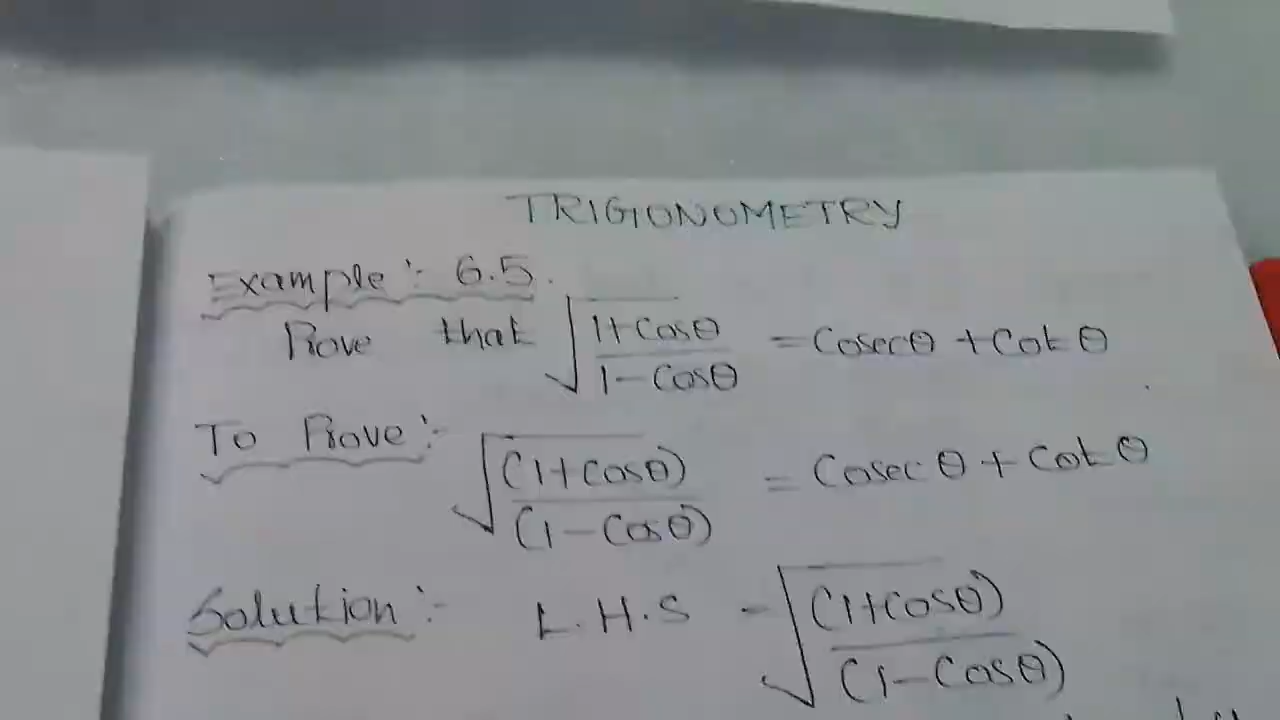 TRIGONOMETRY
Example:- 6.5.
Prove that √(1+cosθ / 1-cosθ) = cosecθ + cot θ
To Prove:- √((1+cosθ) / (1-cosθ)) = cosec θ + cot θ
Solution:- L.H.S - √((1+cosθ) / (1-cosθ))